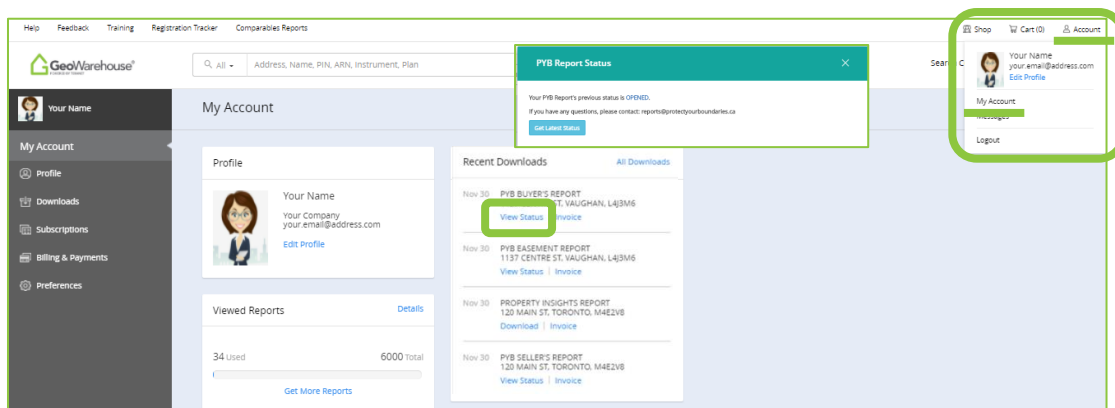 Help Feedback Training Registration Tracker Comparables Reports
Shop Cart (0) Account
GeoWarehouse®
All Address, Name, PIN, ARN, Instrument, Plan
PYB Report Status
Your PYB Report's previous status is OPENED.
If you have any questions, please contact: reports@protectyourboundaries.ca
Get Latest Status
Your Name
your.email@address.com
Edit Profile
My Account
Messages
Logout
Your Name
My Account
Profile
Downloads
Subscriptions
Billing & Payments
Preferences
My Account
Profile
Your Name
Your Company
your.email@address.com
Edit Profile
Viewed Reports Details
34 Used 6000 Total
Get More Reports
Recent Downloads All Downloads
Nov 30 PYB BUYER'S REPORT
ST, VAUGHAN, L4J3M6
View Status | Invoice
Nov 30 PYB EASEMENT REPORT
1137 CENTRE ST, VAUGHAN, L4J3M6
View Status | Invoice
Nov 30 PROPERTY INSIGHTS REPORT
120 MAIN ST, TORONTO, M4E2V8
Download | Invoice
Nov 30 PYB SELLER'S REPORT
120 MAIN ST, TORONTO, M4E2V8
View Status | Invoice